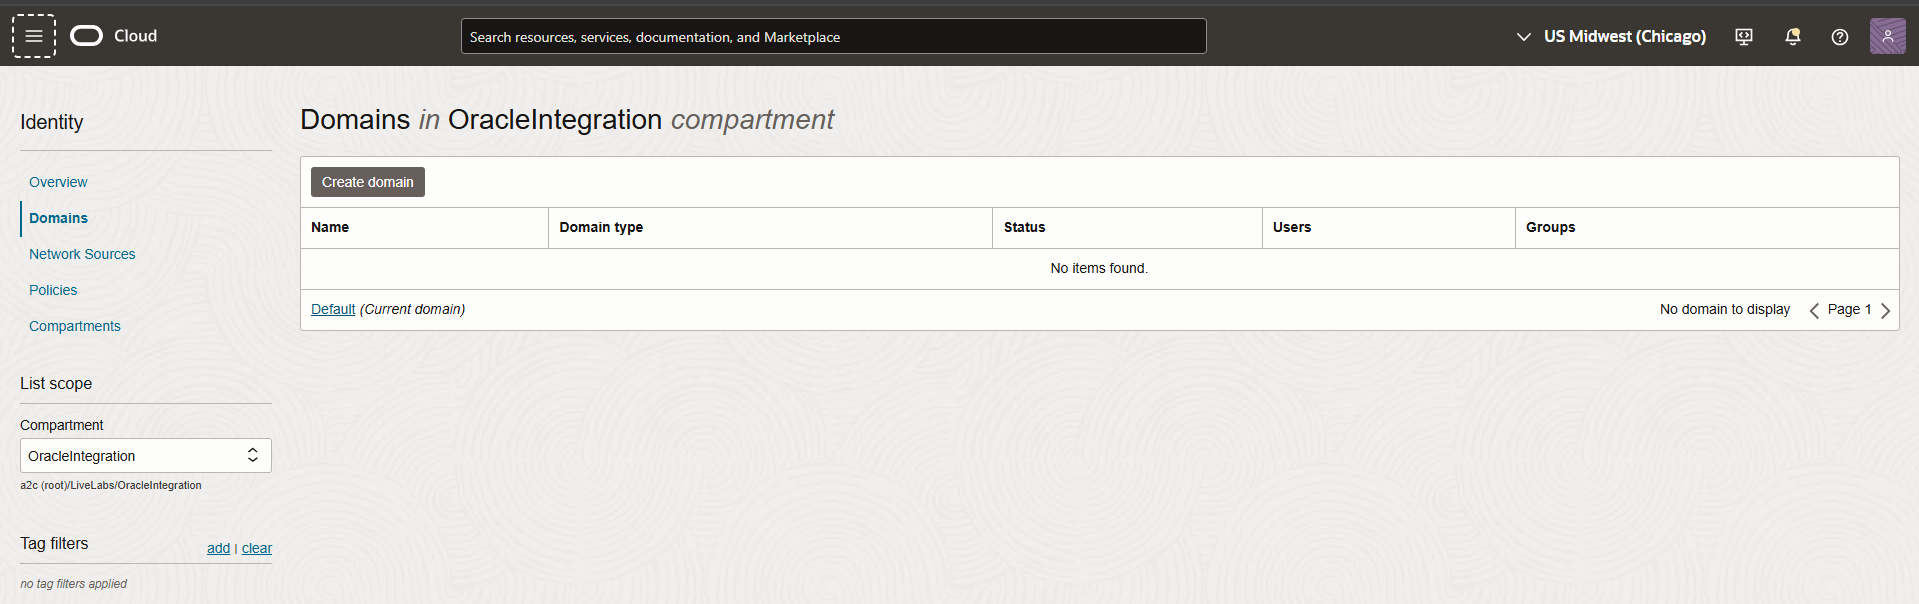 Cloud
Search resources, services, documentation, and Marketplace
US Midwest (Chicago)
Identity
Overview
Domains
Network Sources
Policies
Compartments
List scope
Compartment
OracleIntegration
a2c (root)/LiveLabs/OracleIntegration
Tag filters
add | clear
no tag filters applied
Domains in OracleIntegration compartment
Create domain
Name Domain type Status Users Groups
No items found.
Default (Current domain) No domain to display Page 1